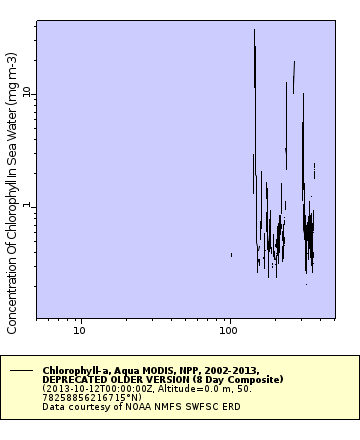 Concentration Of Chlorophyll In Sea Water (mg m-3)
10
1
10
100
Chlorophyll-a, Aqua MODIS, NPP, 2002-2013,
DEPRECATED OLDER VERSION (8 Day Composite)
(2013-10-12T00:00:00Z, Altitude=0.0 m, 50.
78258856216715°N)
Data courtesy of NOAA NMFS SWFSC ERD